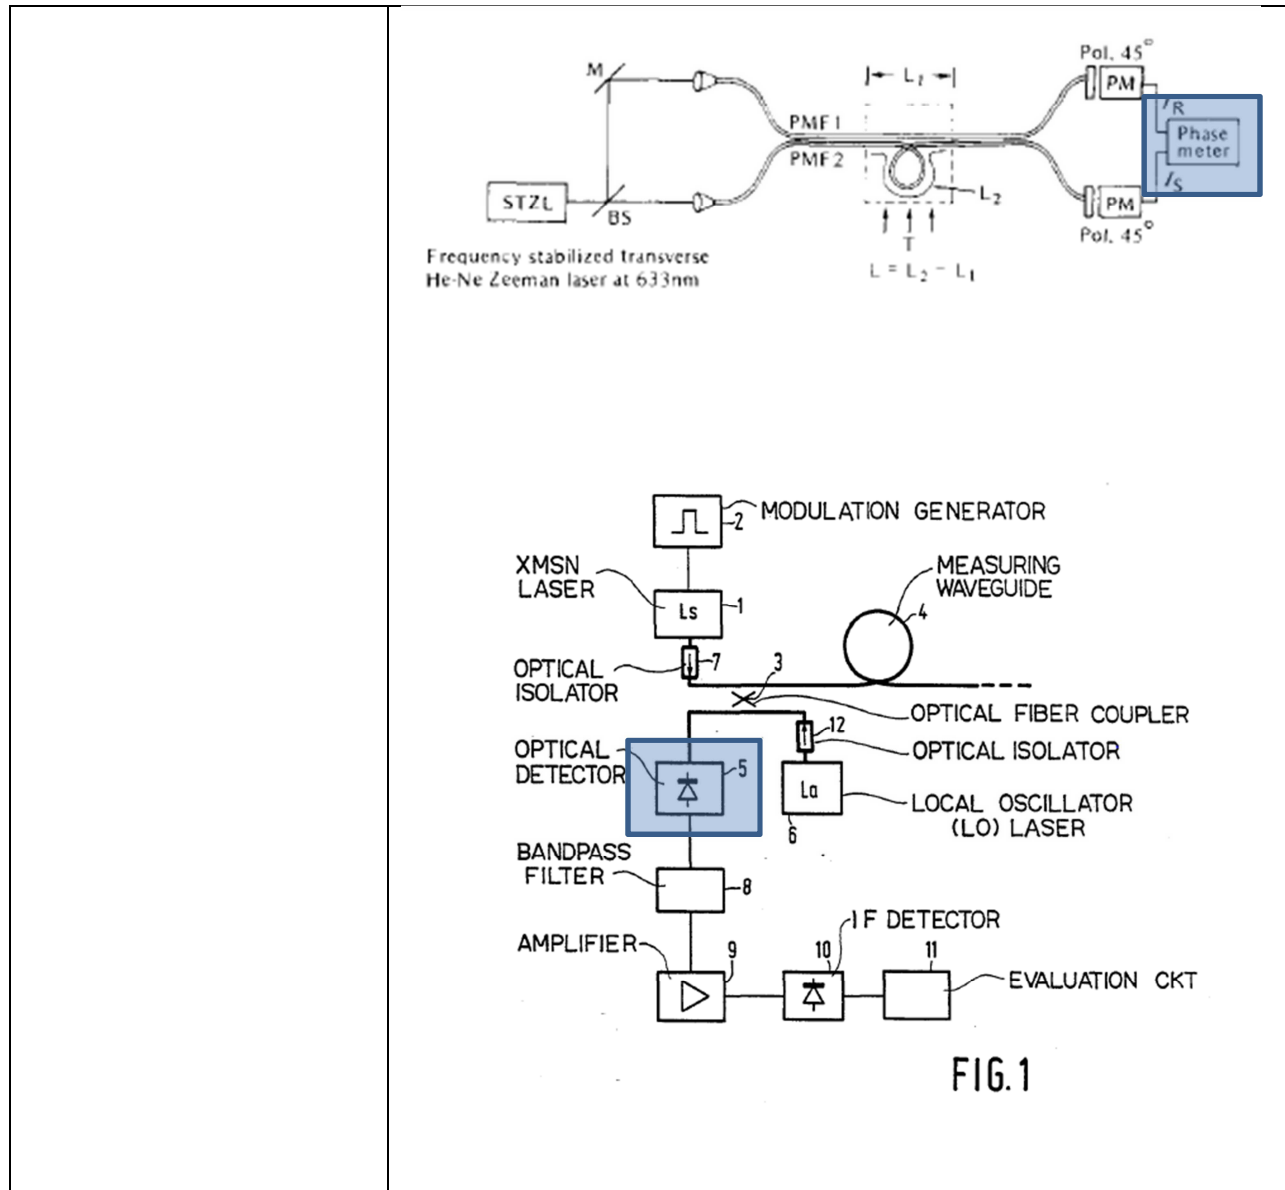 Pol. 45°
M
L₁
PM
PMF1
I_R
Phase
meter
PMF2
I_S
STZL
BS
L₂
PM
Pol. 45°
T
Frequency stabilized transverse
He-Ne Zeeman laser at 633nm
L = L₂ - L₁
2
MODULATION GENERATOR
XMSN
LASER
Ls
1
MEASURING
WAVEGUIDE
4
OPTICAL
ISOLATOR
7
3
OPTICAL FIBER COUPLER
12
OPTICAL ISOLATOR
OPTICAL
DETECTOR
5
La
6
LOCAL OSCILLATOR
(LO) LASER
BANDPASS
FILTER
8
IF DETECTOR
AMPLIFIER
9
10
11
EVALUATION CKT
FIG.1